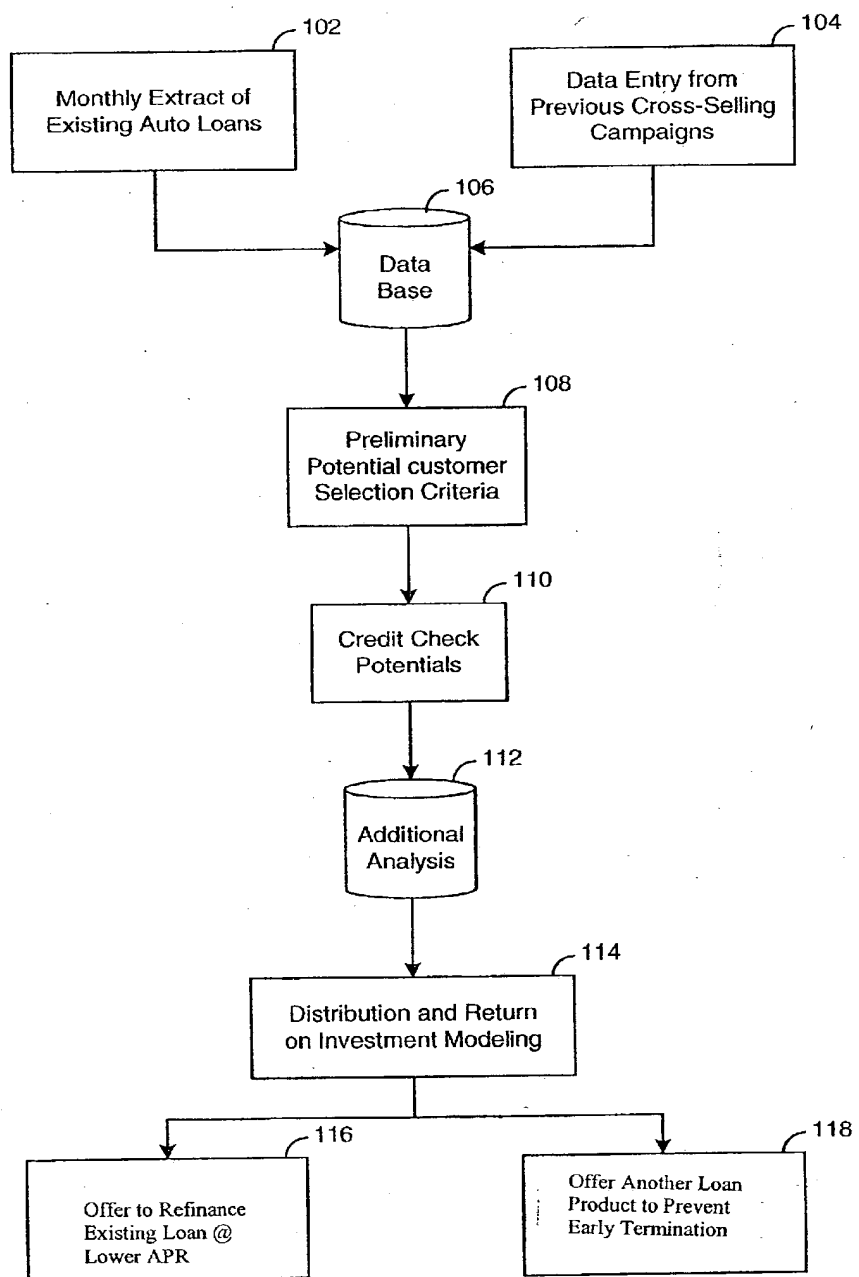 102
Monthly Extract of
Existing Auto Loans
104
Data Entry from
Previous Cross-Selling
Campaigns
106
Data
Base
108
Preliminary
Potential customer
Selection Criteria
110
Credit Check
Potentials
112
Additional
Analysis
114
Distribution and Return
on Investment Modeling
116
Offer to Refinance
Existing Loan @
Lower APR
118
Offer Another Loan
Product to Prevent
Early Termination